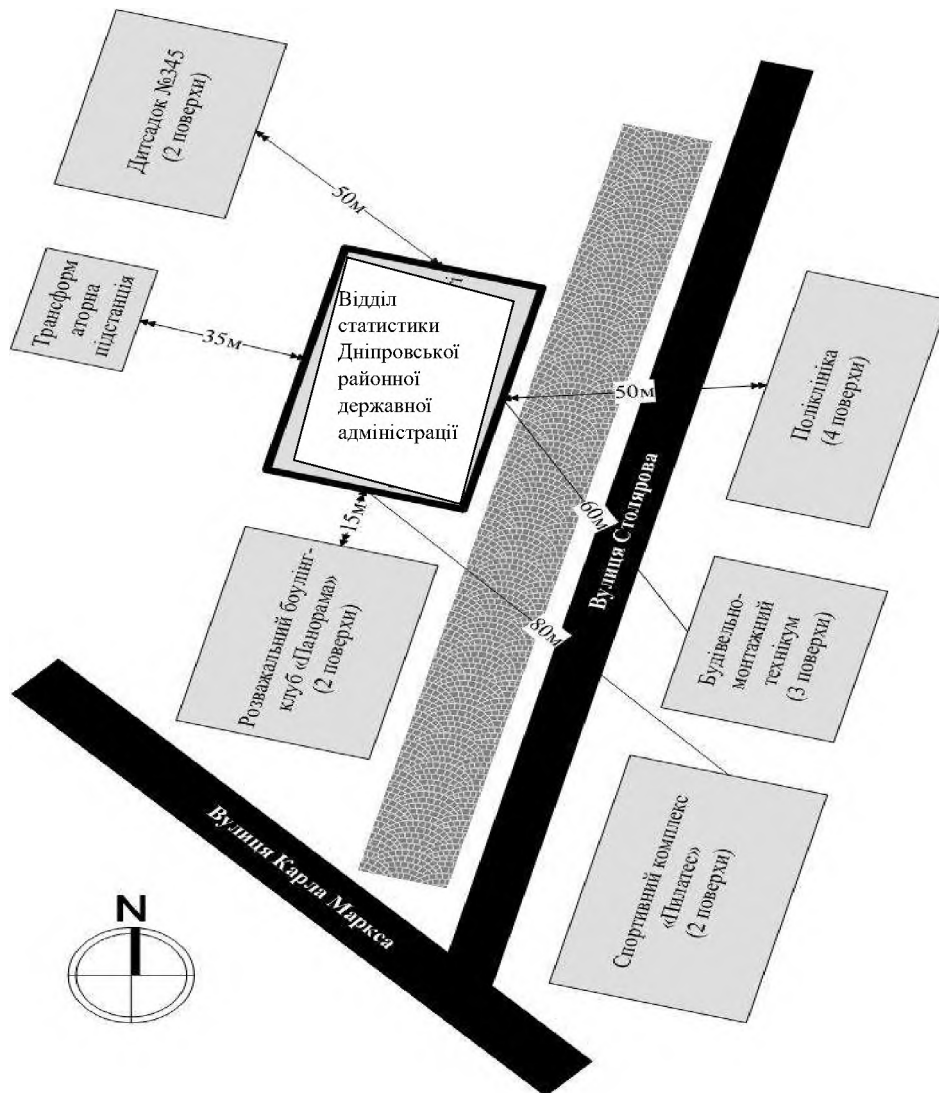 Дитсадок №345
(2 поверхи)
50м
Трансформ
аторна
підстанція
35м
Відділ
статистики
Дніпровської
районної
державної
адміністрації
50м
Поліклініка
(4 поверхи)
15м
60м
Вулиця Столярова
80м
Розважальний боулінг-
клуб «Панорама»
(2 поверхи)
Будівельно-
монтажний
технікум
(3 поверхи)
Вулиця Карла Маркса
Спортивний комплекс
«Пилатес»
(2 поверхи)
N